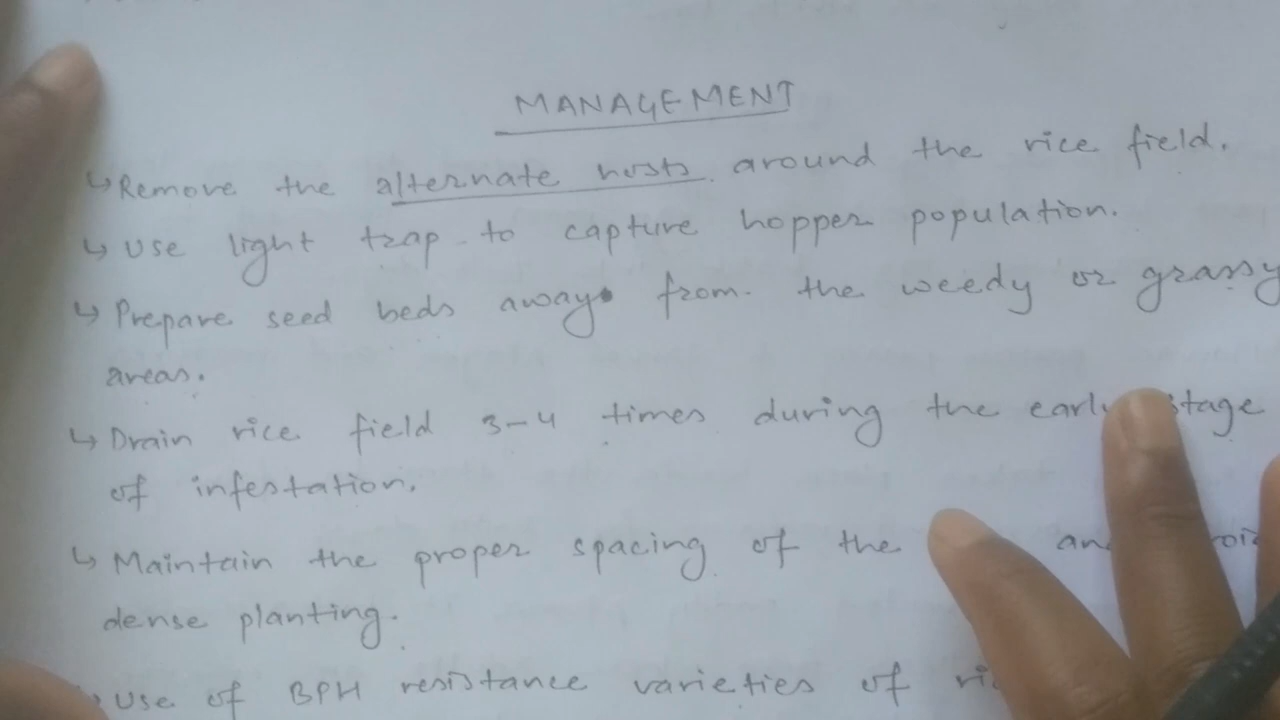 MANAGEMENT
↳ Remove the alternate hosts around the rice field.
↳ Use light trap to capture hopper population.
↳ Prepare seed beds away from the weedy or grassy
areas.
↳ Drain rice field 3-4 times during the early stage
of infestation.
↳ Maintain the proper spacing of the
dense planting.
Use of BPH resistance varieties of